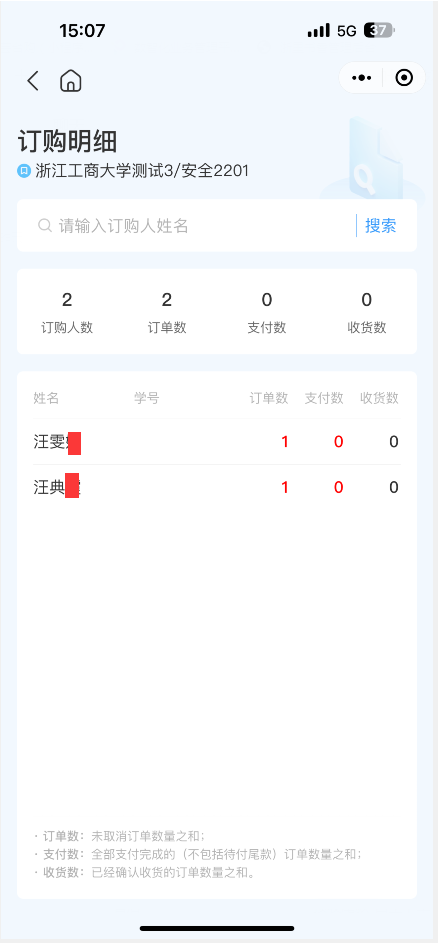 15:07
5G 37
订购明细
浙江工商大学测试3/安全2201
请输入订购人姓名 搜索
2 2 0 0
订购人数 订单数 支付数 收货数
姓名 学号 订单数 支付数 收货数
汪雯 1 0 0
汪典 1 0 0
· 订单数：未取消订单数量之和；
· 支付数：全部支付完成的（不包括待付尾款）订单数量之和；
· 收货数：已经确认收货的订单数量之和。